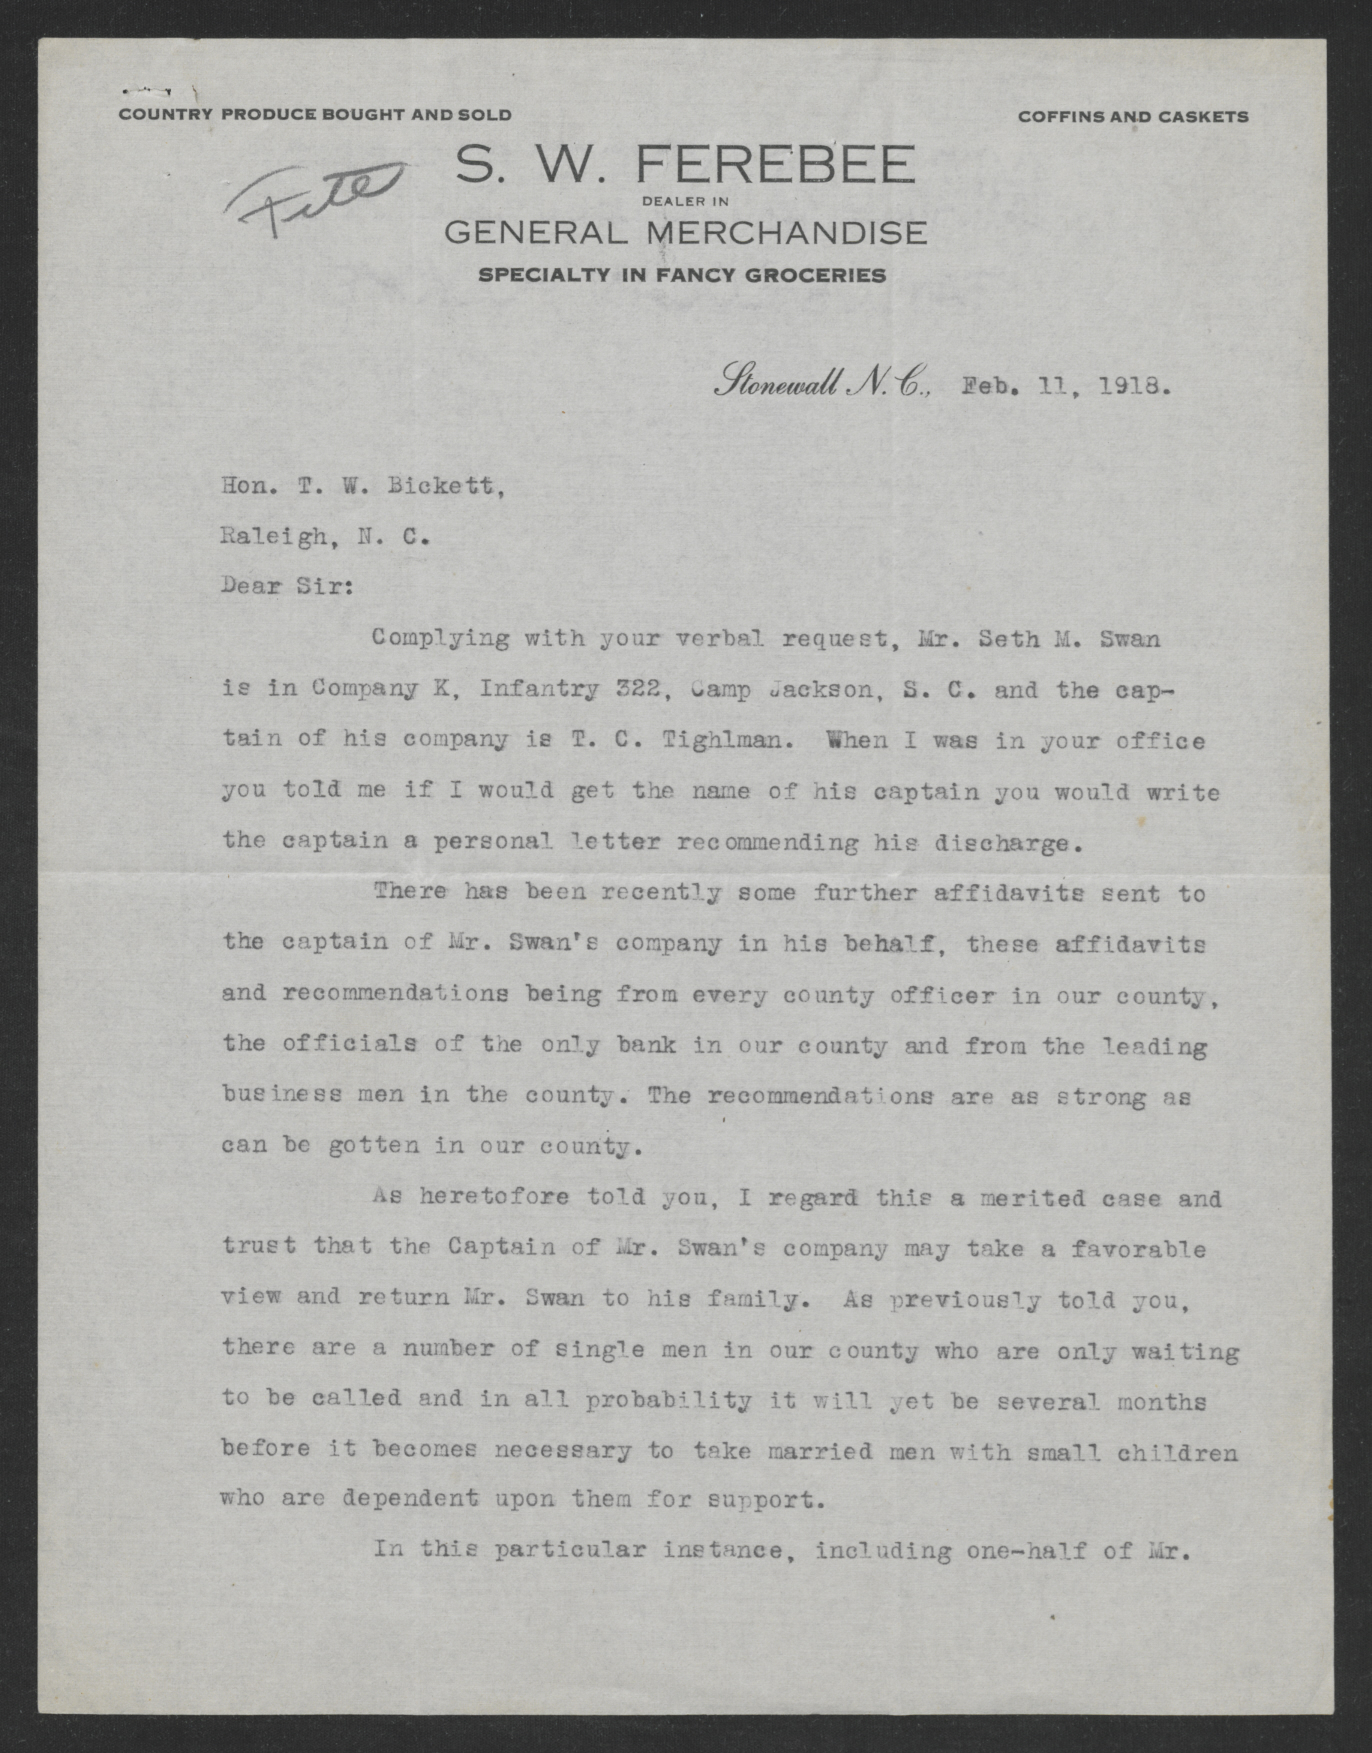 COUNTRY PRODUCE BOUGHT AND SOLD
COFFINS AND CASKETS
S. W. FEREBEE
DEALER IN
GENERAL MERCHANDISE
SPECIALTY IN FANCY GROCERIES
File
Stonewall N. C., Feb. 11, 1918.
Hon. T. W. Bickett,
Raleigh, N. C.
Dear Sir:
Complying with your verbal request, Mr. Seth M. Swan
is in Company K, Infantry 322, Camp Jackson, S. C. and the cap-
tain of his company is T. C. Tighlman. When I was in your office
you told me if I would get the name of his captain you would write
the captain a personal letter recommending his discharge.
There has been recently some further affidavits sent to
the captain of Mr. Swan's company in his behalf, these affidavits
and recommendations being from every county officer in our county,
the officials of the only bank in our county and from the leading
business men in the county. The recommendations are as strong as
can be gotten in our county.
As heretofore told you, I regard this a merited case and
trust that the Captain of Mr. Swan's company may take a favorable
view and return Mr. Swan to his family. As previously told you,
there are a number of single men in our county who are only waiting
to be called and in all probability it will yet be several months
before it becomes necessary to take married men with small children
who are dependent upon them for support.
In this particular instance, including one-half of Mr.